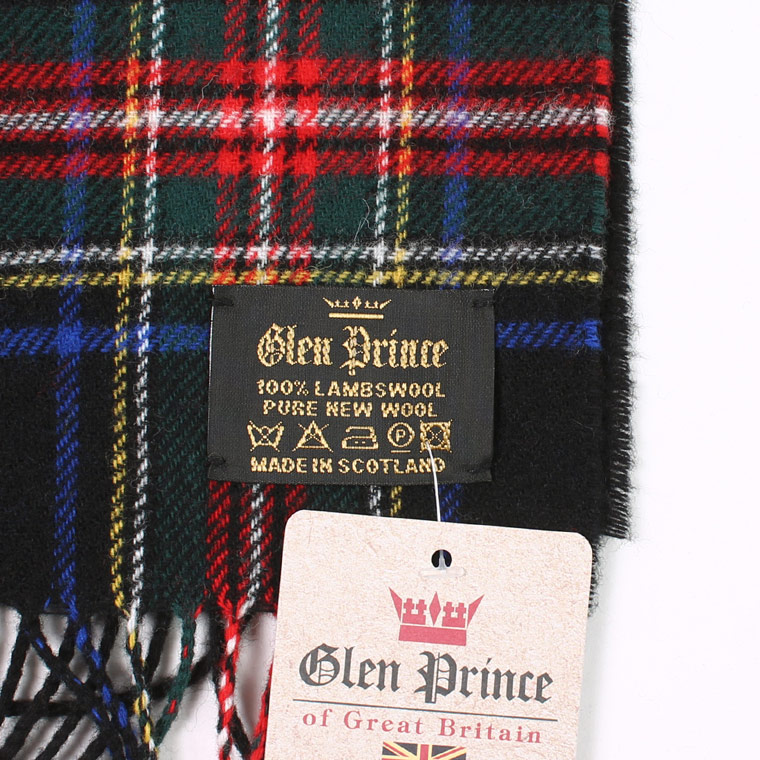 Glen Prince
100% LAMBSWOOL
PURE NEW WOOL
P
MADE IN SCOTLAND
Glen Prince
of Great Britain